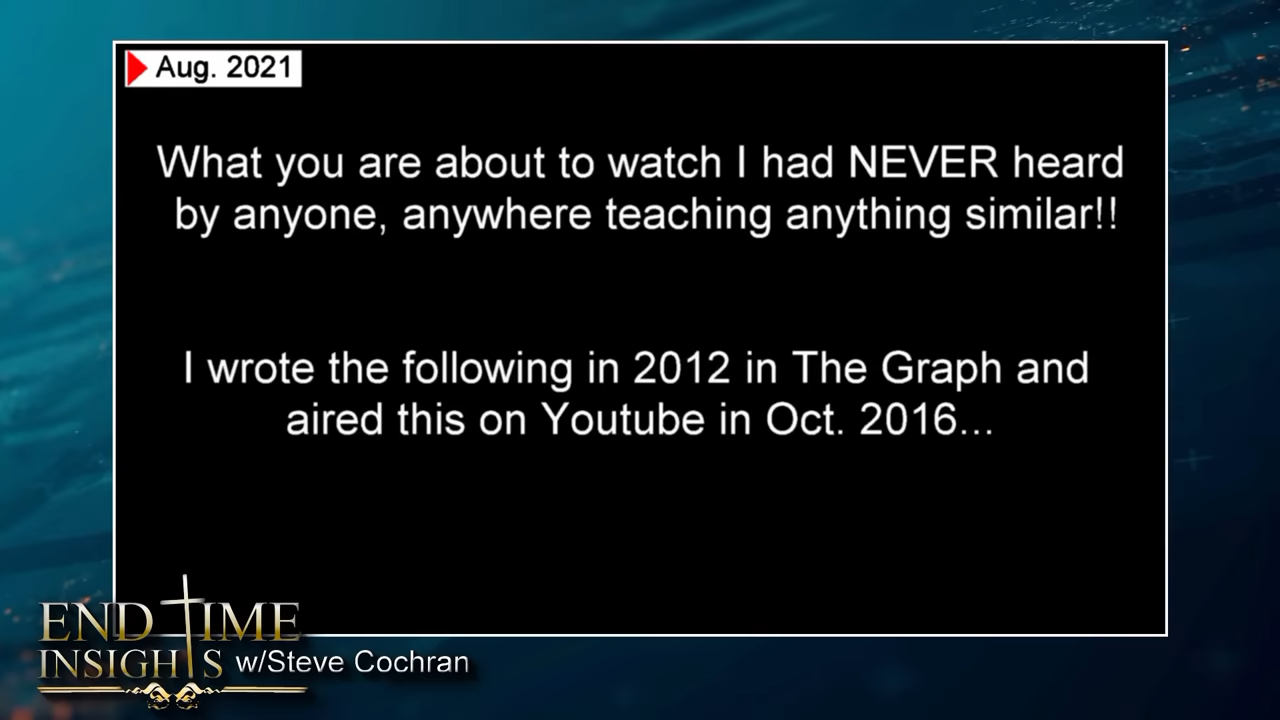 Aug. 2021
What you are about to watch I had NEVER heard
by anyone, anywhere teaching anything similar!!
I wrote the following in 2012 in The Graph and
aired this on Youtube in Oct. 2016...
END TIME
INSIGHTS w/Steve Cochran